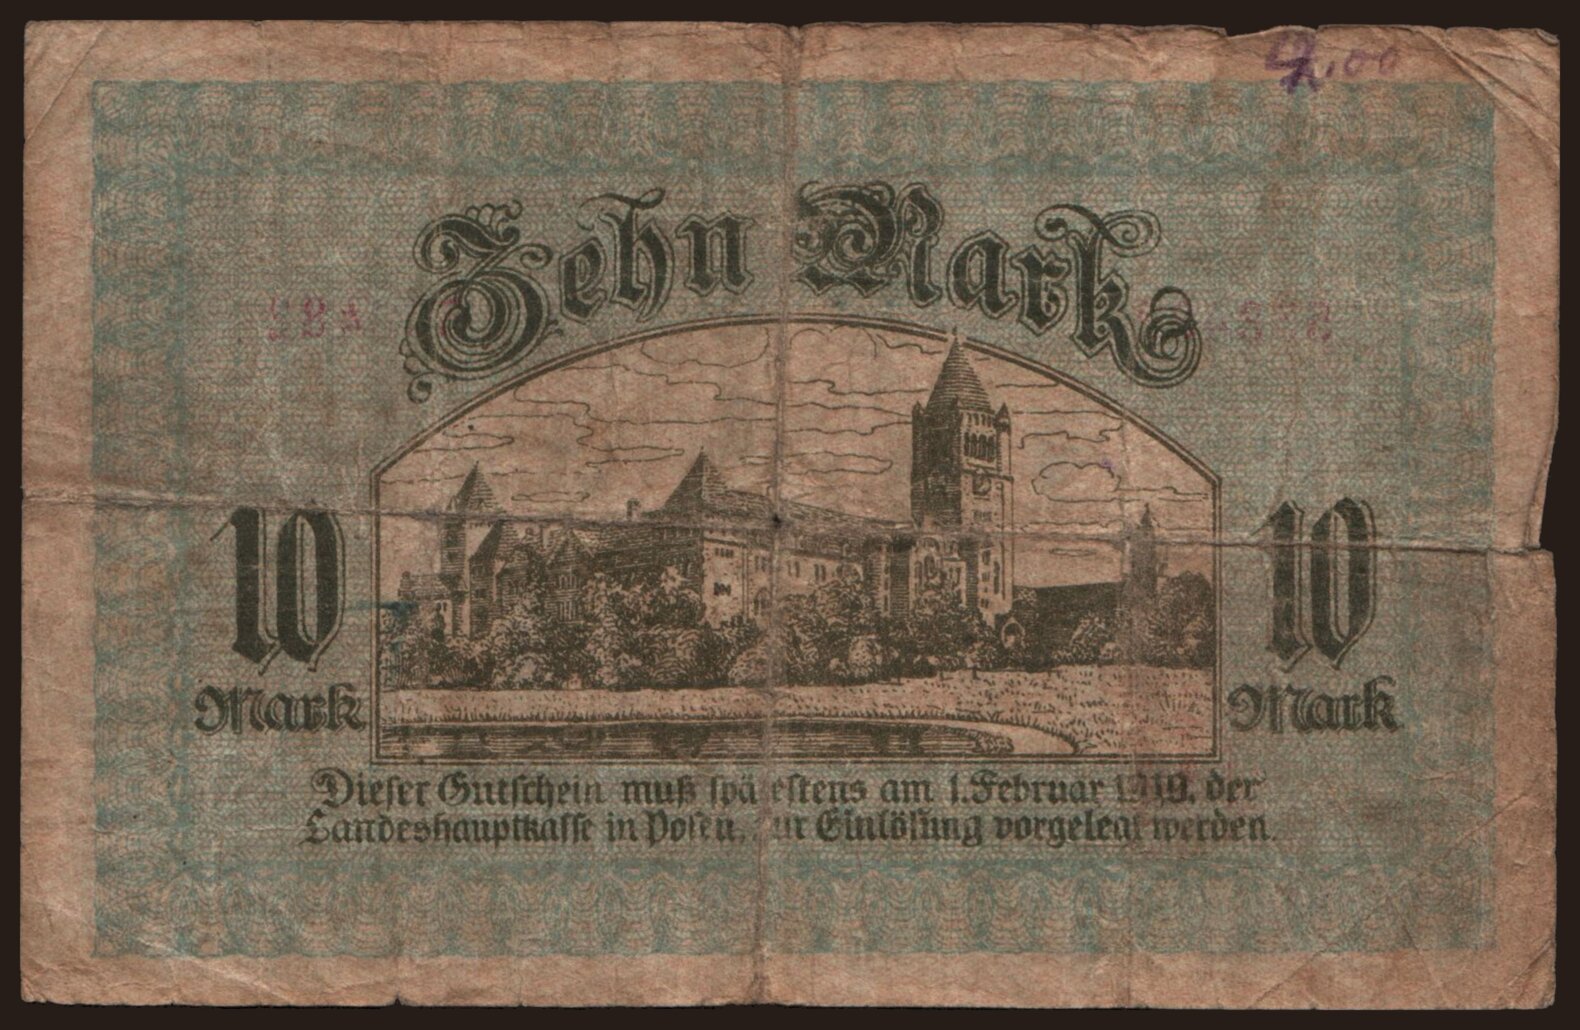 Zehn Mark
10
Mark
10
Mark
Dieser Gutschein muß spätestens am 1. Februar 1919, der
Landeshauptkasse in Posen, zur Einlösung vorgelegt werden.